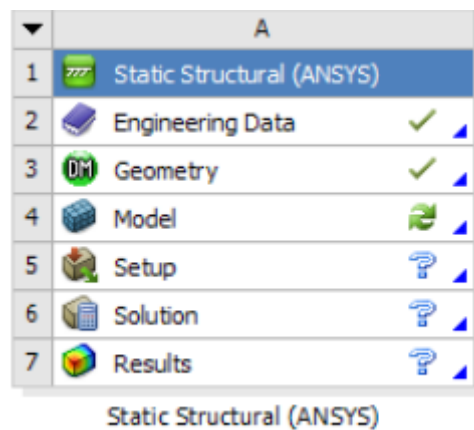 A
1 Static Structural (ANSYS)
2 Engineering Data
3 DM Geometry
4 Model
5 Setup ?
6 Solution ?
7 Results ?
Static Structural (ANSYS)